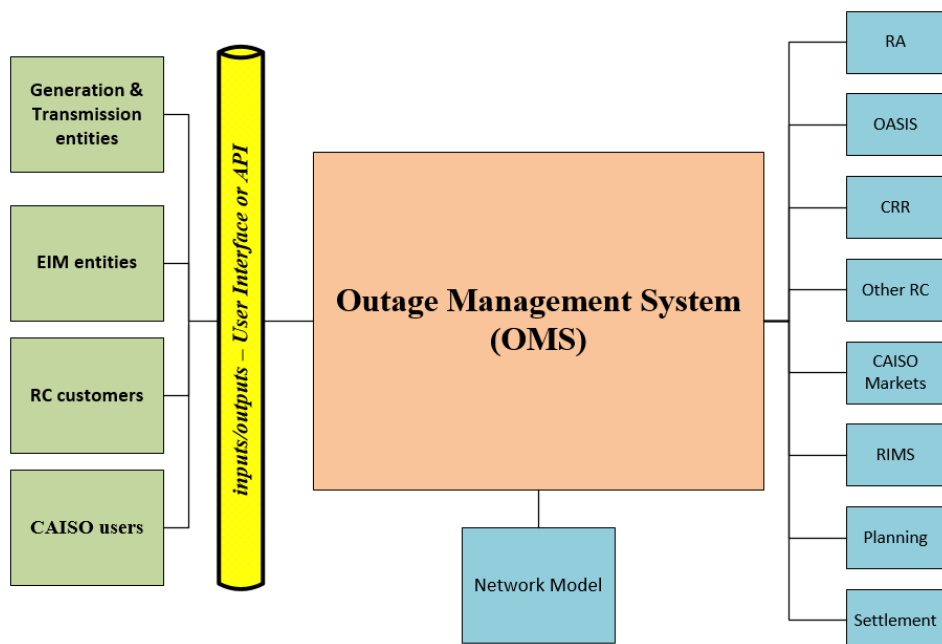 Generation &
Transmission
entities
EIM entities
RC customers
CAISO users
inputs/outputs – User Interface or API
Outage Management System
(OMS)
Network Model
RA
OASIS
CRR
Other RC
CAISO
Markets
RIMS
Planning
Settlement